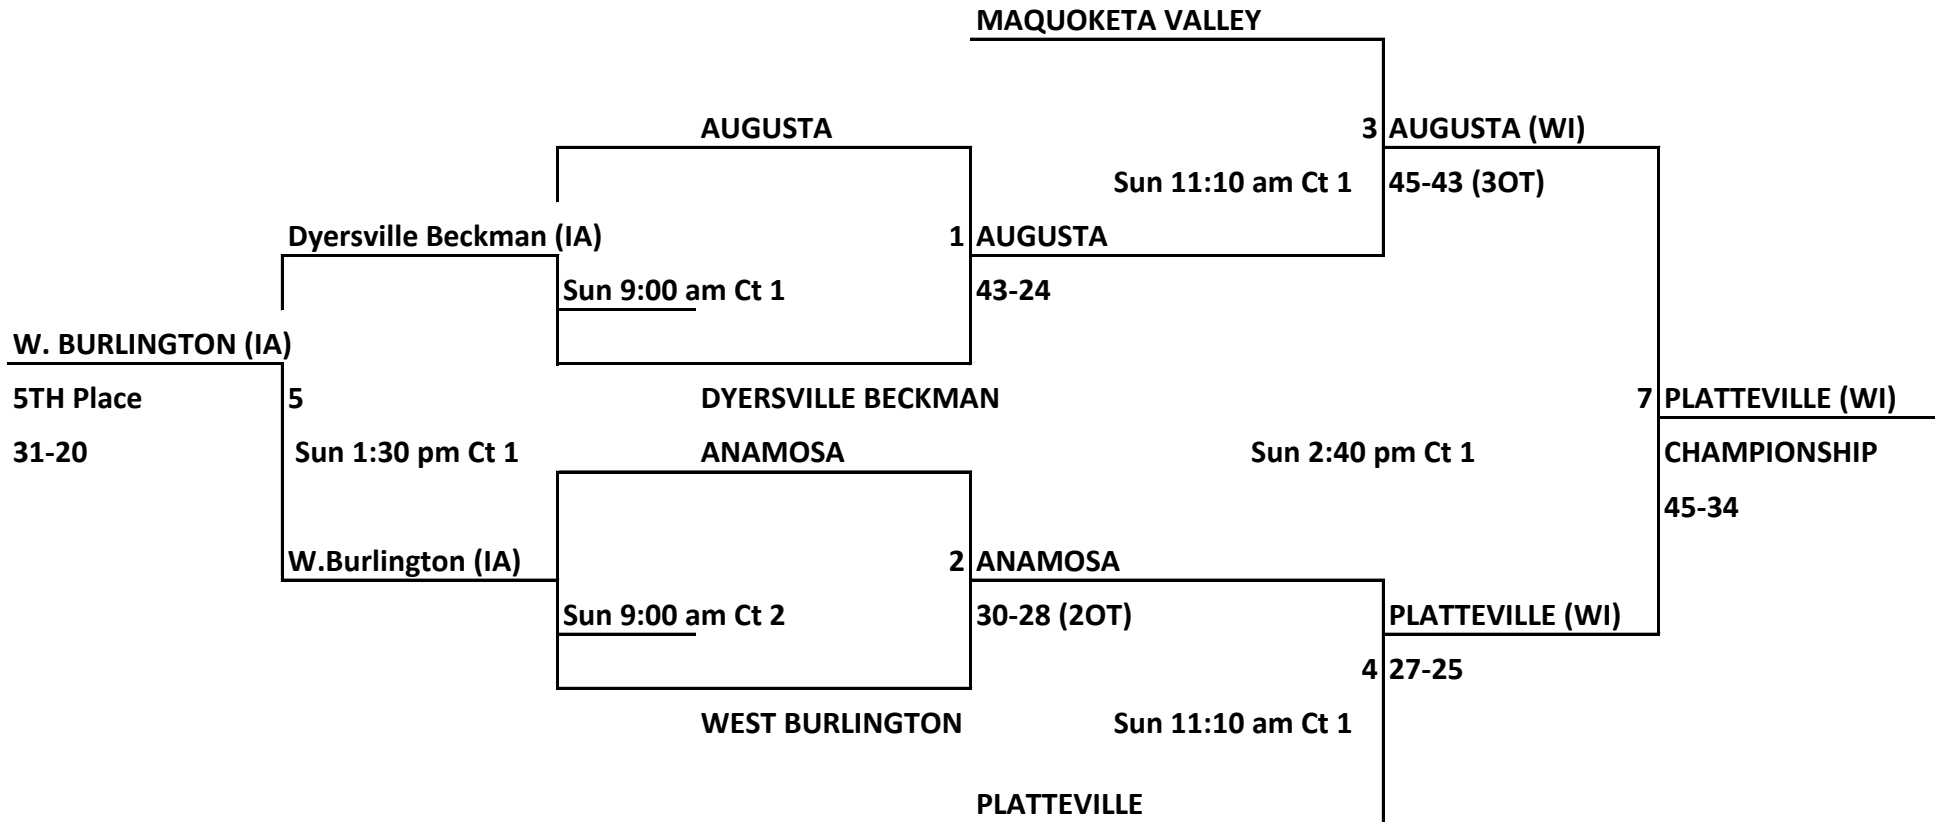 MAQUOKETA VALLEY
AUGUSTA
3 AUGUSTA (WI)
Sun 11:10 am Ct 1 45-43 (3OT)
Dyersville Beckman (IA)
1 AUGUSTA
Sun 9:00 am Ct 1
43-24
W. BURLINGTON (IA)
5TH Place
5
DYERSVILLE BECKMAN
7 PLATTEVILLE (WI)
31-20
Sun 1:30 pm Ct 1
ANAMOSA
Sun 2:40 pm Ct 1
CHAMPIONSHIP
45-34
W.Burlington (IA)
2 ANAMOSA
Sun 9:00 am Ct 2
30-28 (2OT)
PLATTEVILLE (WI)
4 27-25
WEST BURLINGTON
Sun 11:10 am Ct 1
PLATTEVILLE